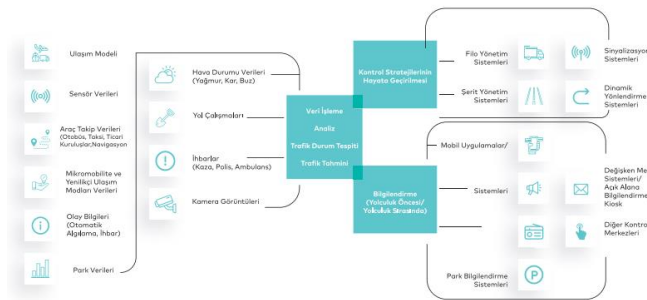 Ulaşım Modeli
Sensör Verileri
Araç Takip Verileri
(Otobüs, Taksi, Ticari
Kuruluşlar,Navigasyon)
Mikromobilite ve
Yenilikçi Ulaşım
Modları Verileri
Olay Bilgileri
(Otomatik
Algılama, İhbar)
Park Verileri
Hava Durumu Verileri
(Yağmur, Kar, Buz)
Yol Çalışmaları
İhbarlar
(Kaza, Polis, Ambulans)
Kamera Görüntüleri
Veri İşleme
Analiz
Trafik Durum Tespiti
Trafik Tahmini
Kontrol Stratejilerinin
Hayata Geçirilmesi
Bilgilendirme
(Yolculuk Öncesi/
Yolculuk Sırasında)
Filo Yönetim
Sistemleri
Şerit Yönetim
Sistemleri
Sinyalizasyon
Sistemleri
Dinamik
Yönlendirme
Sistemleri
Mobil Uygulamalar/
Sistemleri
Park Bilgilendirme
Sistemleri
P
Değişken Me
Sistemleri/
Açık Alana
Bilgilendirme
Kiosk
Diğer Kontrol
Merkezleri